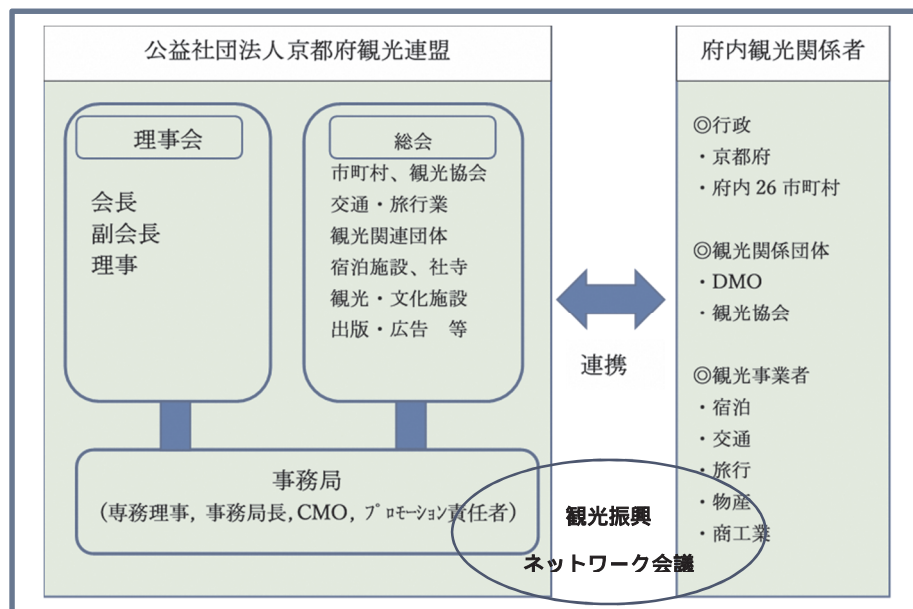 公益社団法人京都府観光連盟
理事会
会長
副会長
理事
総会
市町村、観光協会
交通・旅行業
観光関連団体
宿泊施設、社寺
観光・文化施設
出版・広告 等
事務局
(専務理事, 事務局長, CMO, ﾌﾟﾛﾓｰｼｮﾝ責任者)
連携
観光振興
ネットワーク会議
府内観光関係者
◎行政
・京都府
・府内 26 市町村
◎観光関係団体
・DMO
・観光協会
◎観光事業者
・宿泊
・交通
・旅行
・物産
・商工業